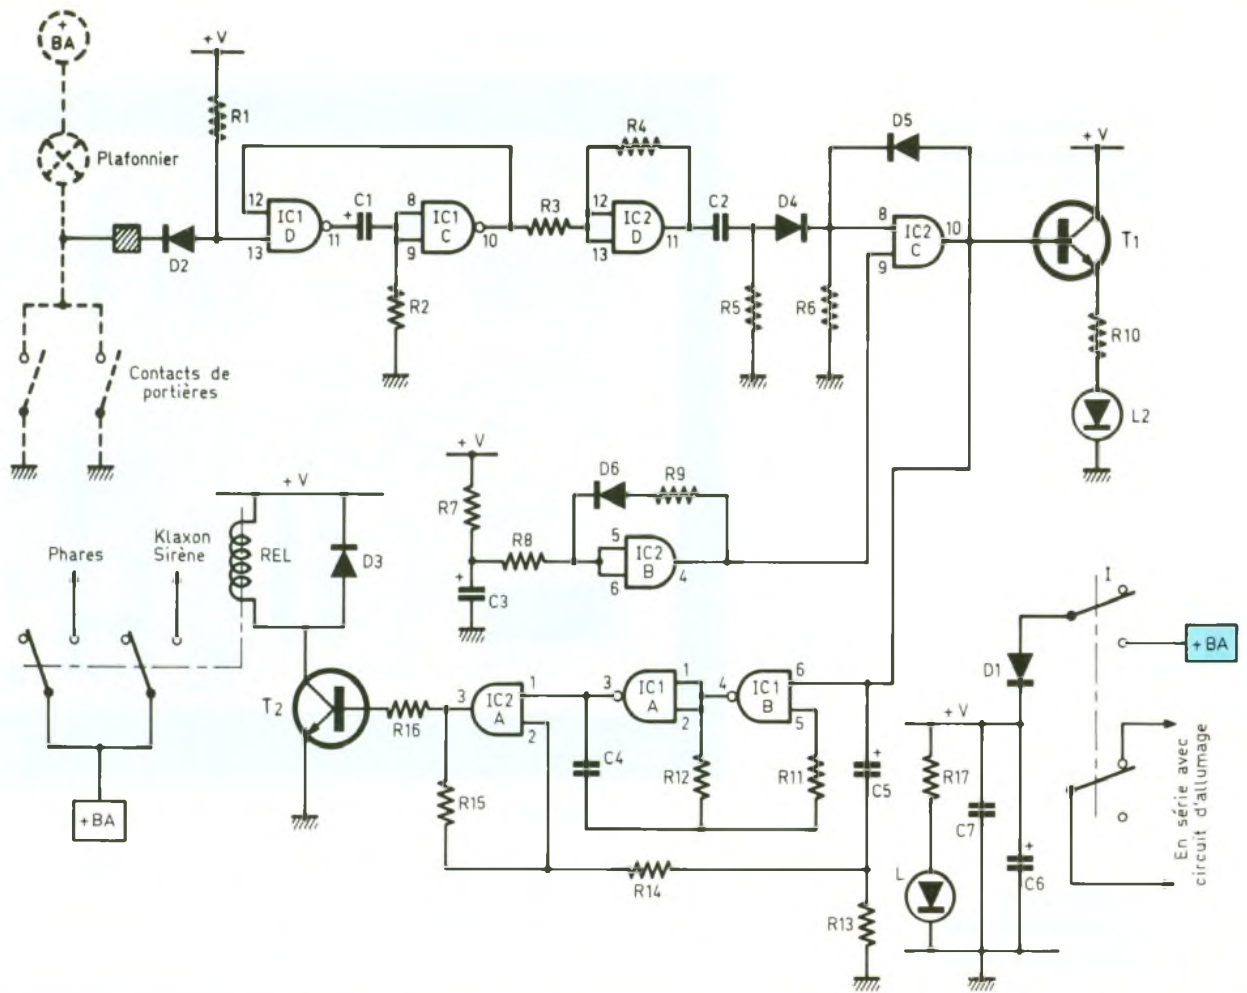 +
BA
+ V
R1
Plafonnier
D2
12
13
IC1
D
11
+
C1
8
9
IC1
C
10
R2
R3
R4
12
13
IC2
D
11
C2
D4
R5
R6
D5
8
9
IC2
C
10
+ V
T1
R10
L2
Contacts de
portières
+ V
R7
R8
+
C3
D6
R9
5
6
IC2
B
4
+ V
REL
D3
Phares
Klaxon
Sirène
+BA
T2
R16
3
IC2
A
1
2
3
IC1
A
1
2
4
IC1
B
6
5
C4
R12
R11
+
C5
R15
R14
R13
I
+BA
D1
+ V
R17
L
C7
+
C6
En série avec
circuit d'allumage